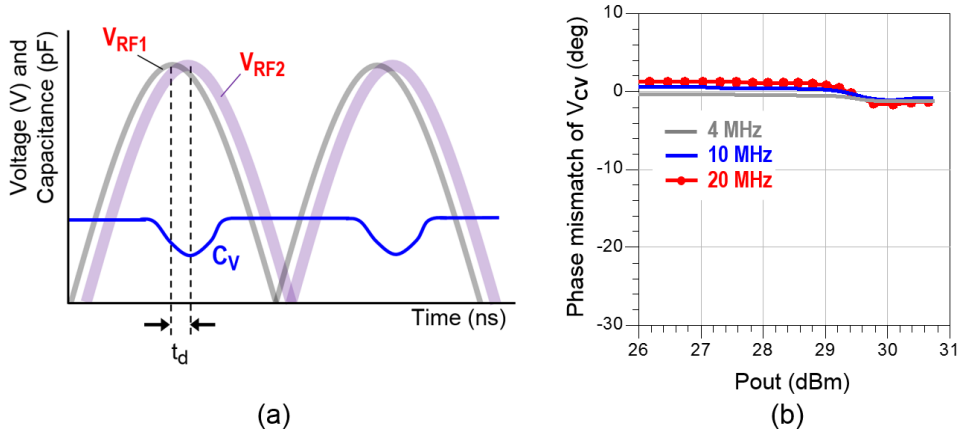 Voltage (V) and
Capacitance (pF)
V_RF1
V_RF2
C_V
Time (ns)
t_d
(a)
Phase mismatch of V_CV (deg)
10
0
-10
-20
-30
4 MHz
10 MHz
20 MHz
26 27 28 29 30 31
Pout (dBm)
(b)